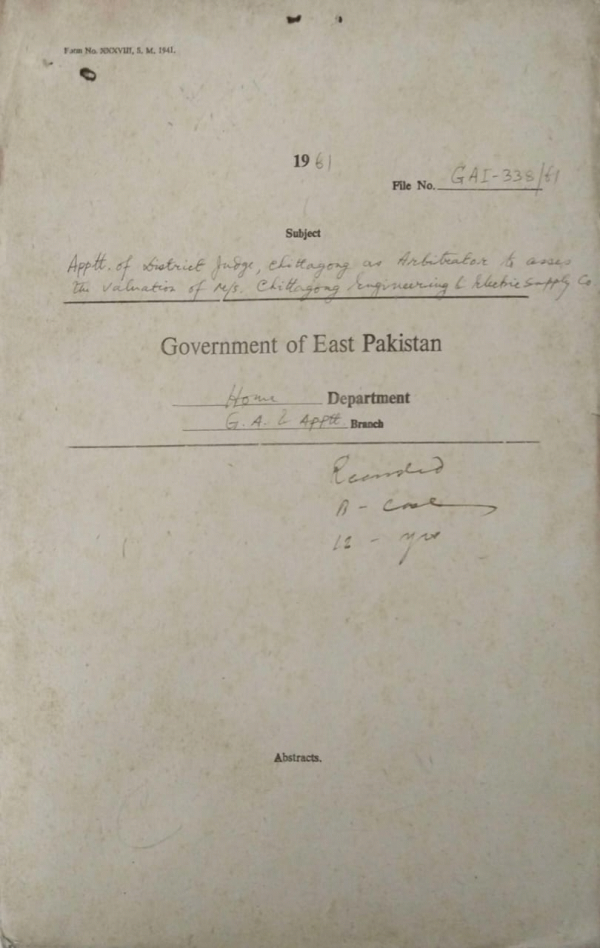 Form No. XXXVIII, S. M. 1941.
1961
File No. GAI-338/61
Subject
Apptt. of District Judge, Chittagong as Arbitrator to asses
the valuation of M/s. Chittagong Engineering & Electric Supply Co
Government of East Pakistan
Home Department
G. A. & Apptt. Branch
Recorded
B -
12 - yrs
Abstracts.